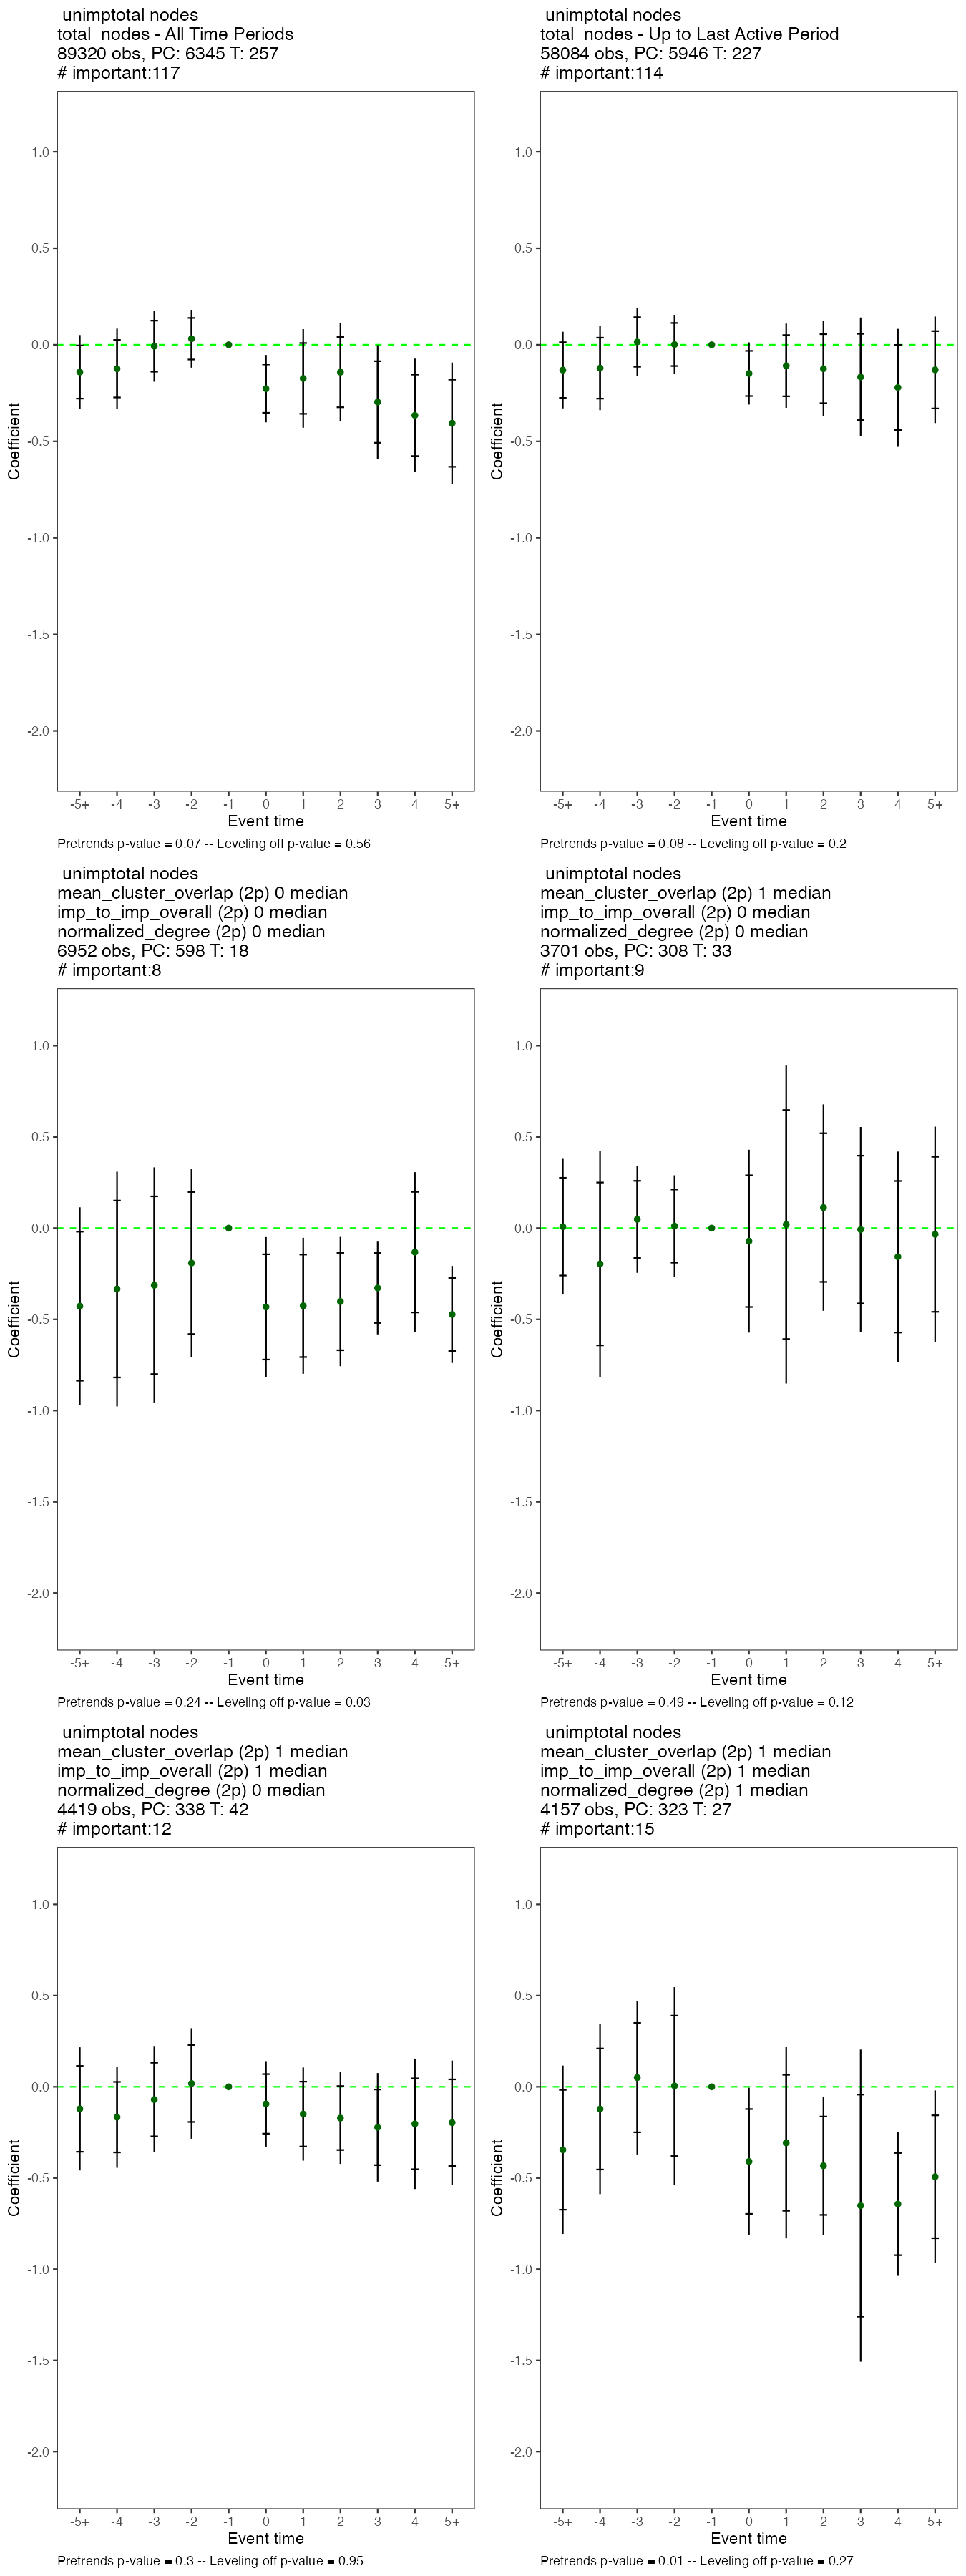 unimptotal nodes
total_nodes - All Time Periods
89320 obs, PC: 6345 T: 257
# important:117
1.0
0.5
0.0
-0.5
-1.0
-1.5
-2.0
Coefficient
-5+ -4 -3 -2 -1 0 1 2 3 4 5+
Event time
Pretrends p-value = 0.07 -- Leveling off p-value = 0.56
unimptotal nodes
total_nodes - Up to Last Active Period
58084 obs, PC: 5946 T: 227
# important:114
1.0
0.5
0.0
-0.5
-1.0
-1.5
-2.0
Coefficient
-5+ -4 -3 -2 -1 0 1 2 3 4 5+
Event time
Pretrends p-value = 0.08 -- Leveling off p-value = 0.2
unimptotal nodes
mean_cluster_overlap (2p) 0 median
imp_to_imp_overall (2p) 0 median
normalized_degree (2p) 0 median
6952 obs, PC: 598 T: 18
# important:8
1.0
0.5
0.0
-0.5
-1.0
-1.5
-2.0
Coefficient
-5+ -4 -3 -2 -1 0 1 2 3 4 5+
Event time
Pretrends p-value = 0.24 -- Leveling off p-value = 0.03
unimptotal nodes
mean_cluster_overlap (2p) 1 median
imp_to_imp_overall (2p) 0 median
normalized_degree (2p) 0 median
3701 obs, PC: 308 T: 33
# important:9
1.0
0.5
0.0
-0.5
-1.0
-1.5
-2.0
Coefficient
-5+ -4 -3 -2 -1 0 1 2 3 4 5+
Event time
Pretrends p-value = 0.49 -- Leveling off p-value = 0.12
unimptotal nodes
mean_cluster_overlap (2p) 1 median
imp_to_imp_overall (2p) 1 median
normalized_degree (2p) 0 median
4419 obs, PC: 338 T: 42
# important:12
1.0
0.5
0.0
-0.5
-1.0
-1.5
-2.0
Coefficient
-5+ -4 -3 -2 -1 0 1 2 3 4 5+
Event time
Pretrends p-value = 0.3 -- Leveling off p-value = 0.95
unimptotal nodes
mean_cluster_overlap (2p) 1 median
imp_to_imp_overall (2p) 1 median
normalized_degree (2p) 1 median
4157 obs, PC: 323 T: 27
# important:15
1.0
0.5
0.0
-0.5
-1.0
-1.5
-2.0
Coefficient
-5+ -4 -3 -2 -1 0 1 2 3 4 5+
Event time
Pretrends p-value = 0.01 -- Leveling off p-value = 0.27